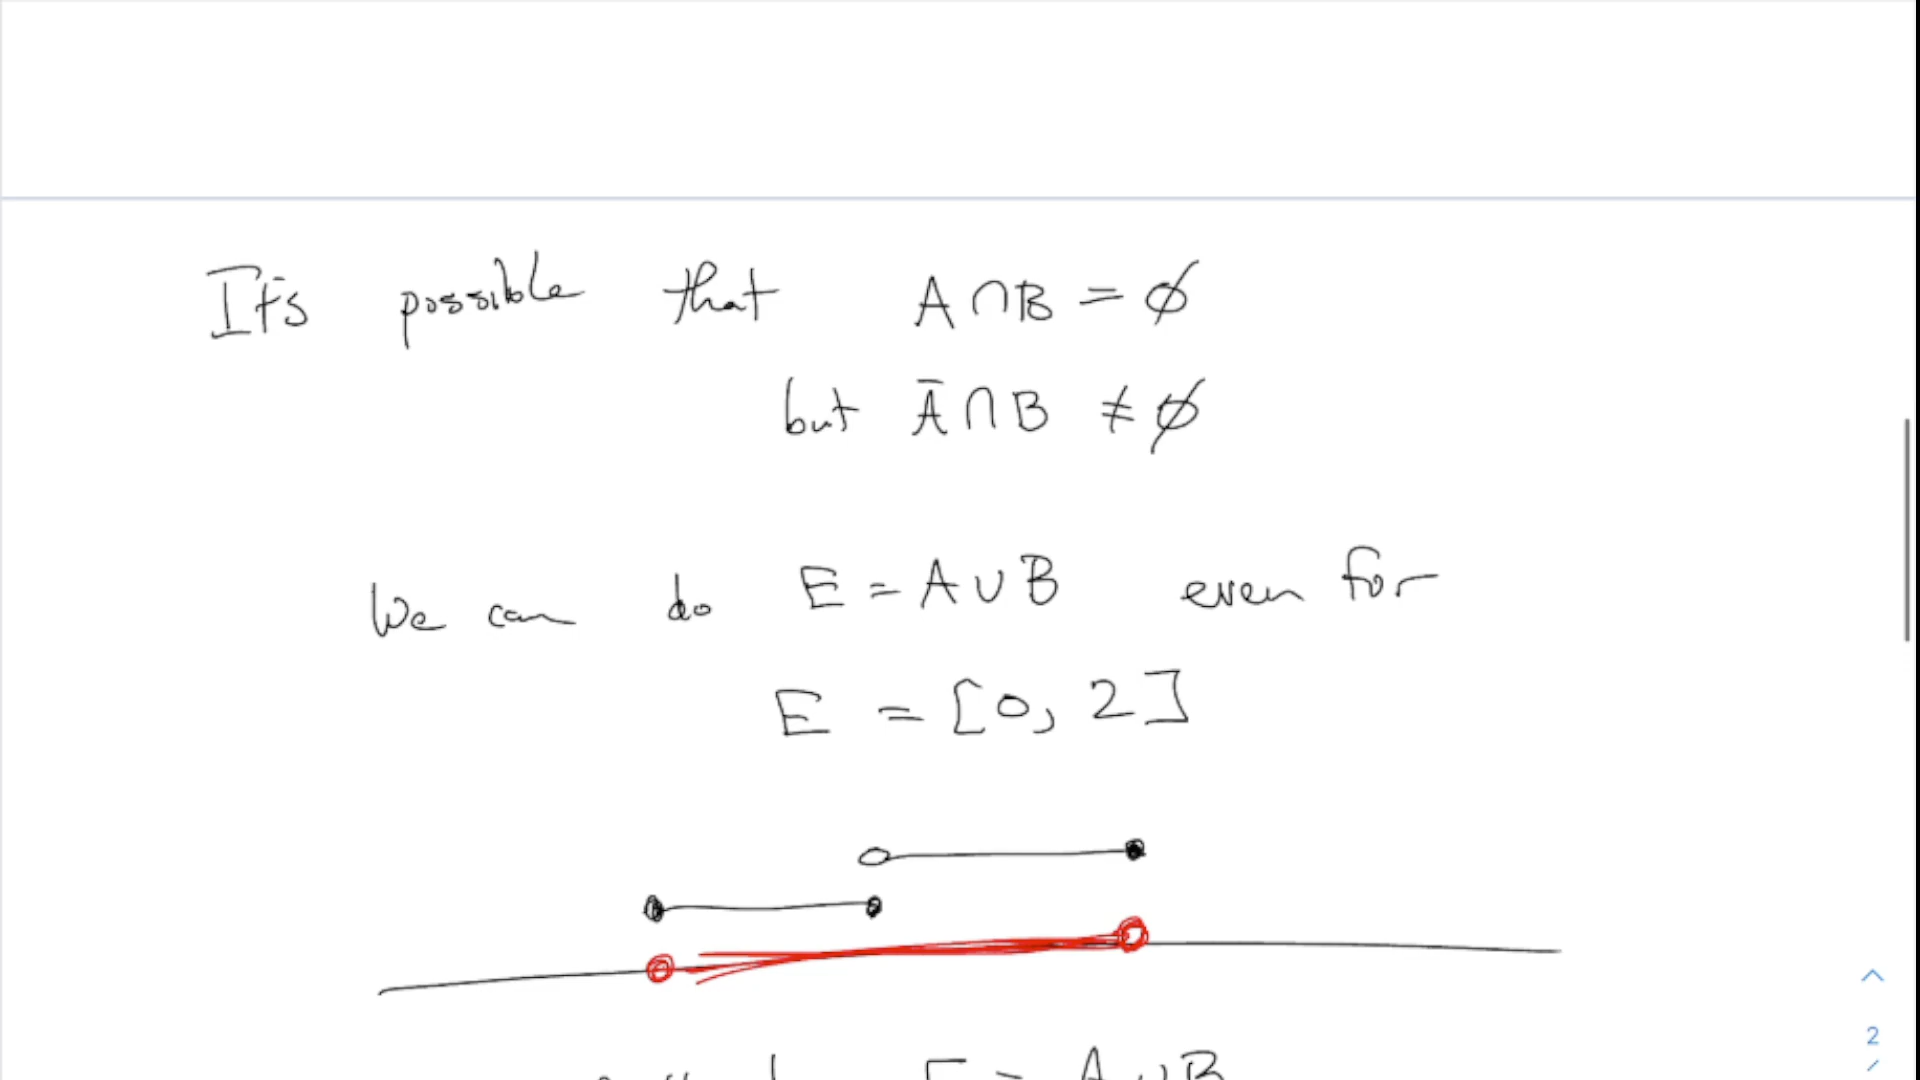 It's possible that A∩B = ∅
but Ā∩B ≠ ∅
We can do E = A∪B even for
E = [0, 2]
E = A∪B
2